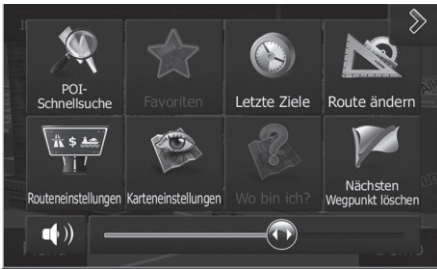 POI-
Schnellsuche
Favoriten
Letzte Ziele
Route ändern
Routeneinstellungen
Karteneinstellungen
Wo bin ich?
Nächsten
Wegpunkt löschen